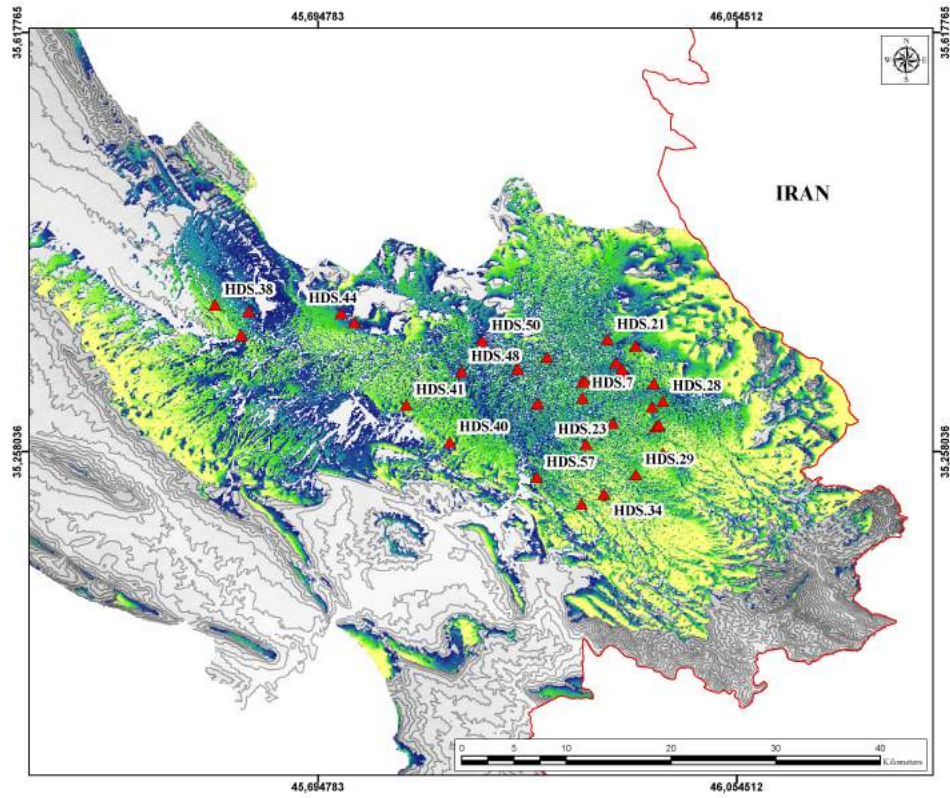 45,694783 46,054512
35,617765 35,617765
N
W E
S
IRAN
HDS.38
HDS.44
HDS.50
HDS.21
HDS.48
HDS.7
HDS.28
HDS.41
HDS.40
HDS.23
35,258036 35,258036
HDS.57
HDS.29
HDS.34
0 5 10 20 30 40
Kilometers
45,694783 46,054512